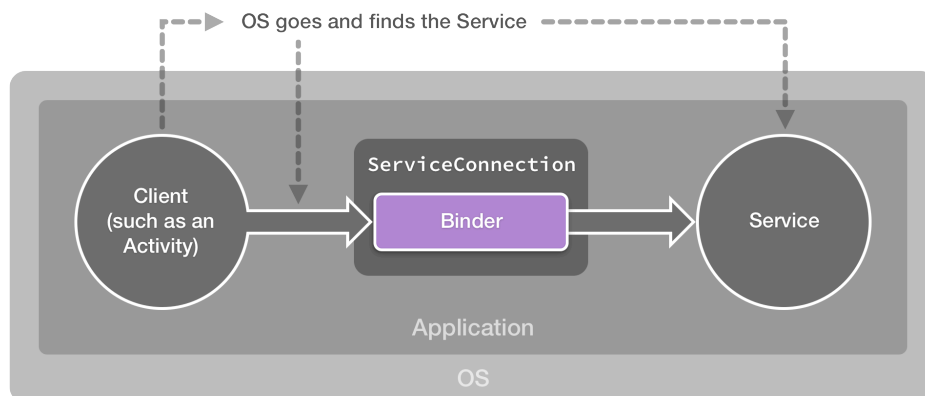 OS goes and finds the Service
ServiceConnection
Client
(such as an
Activity)
Binder
Service
Application
OS